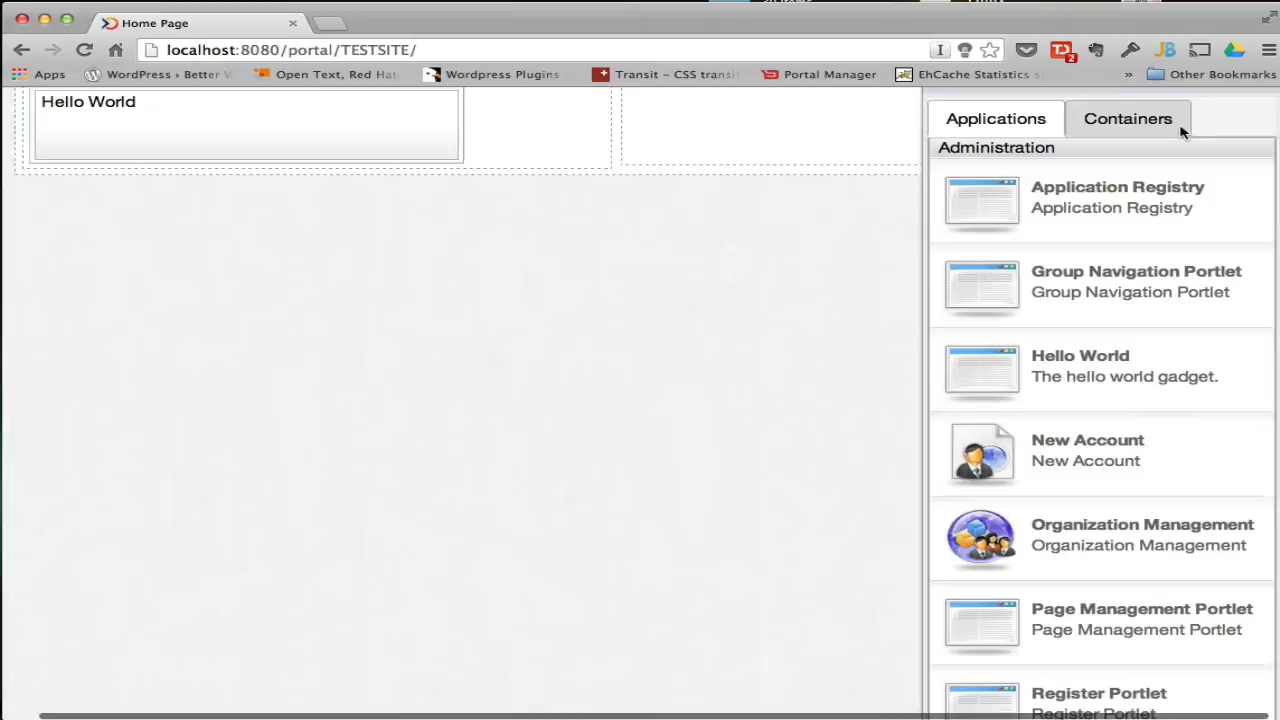 Home Page
localhost:8080/portal/TESTSITE/
2
Apps
WordPress › Better W
Open Text, Red Hat
Wordpress Plugins
Transit - CSS transit
Portal Manager
EhCache Statistics
»
Other Bookmarks
Hello World
Applications
Containers
Administration
Application Registry
Application Registry
Group Navigation Portlet
Group Navigation Portlet
Hello World
The hello world gadget.
New Account
New Account
Organization Management
Organization Management
Page Management Portlet
Page Management Portlet
Register Portlet
Register Portlet